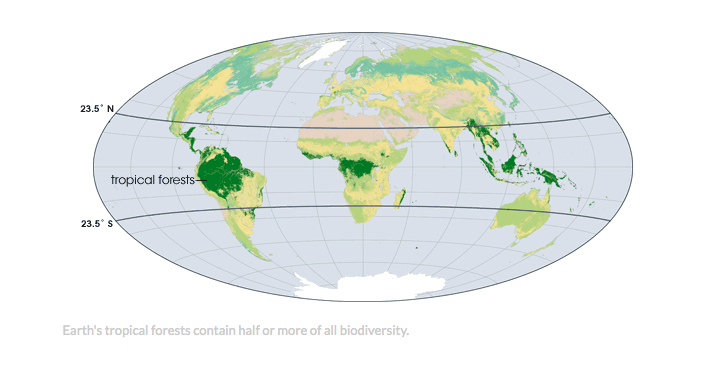 23.5° N
tropical forests
23.5° S
Earth's tropical forests contain half or more of all biodiversity.